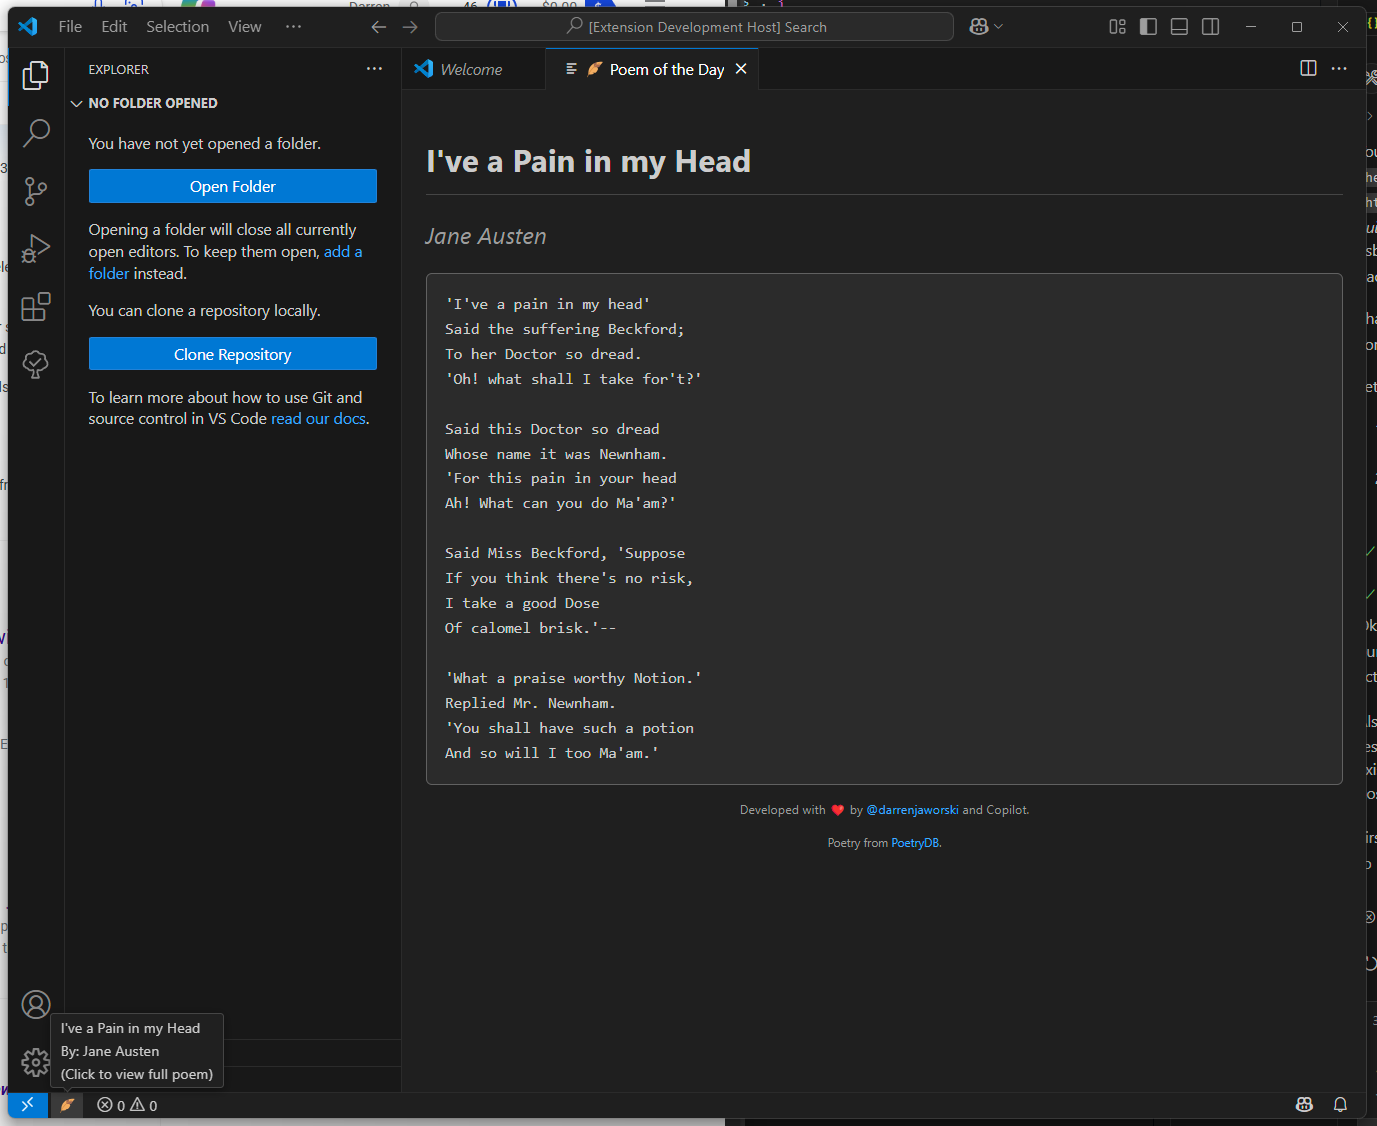 File Edit Selection View ··· [Extension Development Host] Search
EXPLORER
NO FOLDER OPENED
You have not yet opened a folder.
Open Folder
Opening a folder will close all currently
open editors. To keep them open, add a
folder instead.
You can clone a repository locally.
Clone Repository
To learn more about how to use Git and
source control in VS Code read our docs.
Welcome
Poem of the Day
I've a Pain in my Head
Jane Austen
'I've a pain in my head'
Said the suffering Beckford;
To her Doctor so dread.
'Oh! what shall I take for't?'
Said this Doctor so dread
Whose name it was Newnham.
'For this pain in your head
Ah! What can you do Ma'am?'
Said Miss Beckford, 'Suppose
If you think there's no risk,
I take a good Dose
Of calomel brisk.'--
'What a praise worthy Notion.'
Replied Mr. Newnham.
'You shall have such a potion
And so will I too Ma'am.'
Developed with ❤️ by @darrenjaworski and Copilot.
Poetry from PoetryDB.
I've a Pain in my Head
By: Jane Austen
(Click to view full poem)
0 0